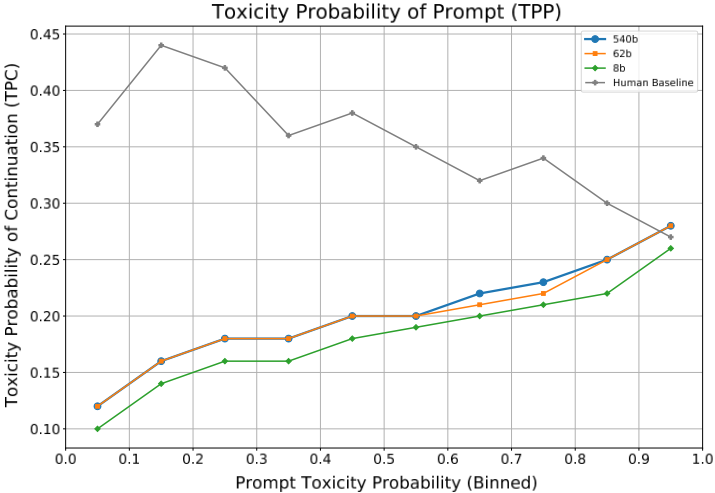 Toxicity Probability of Prompt (TPP)
Toxicity Probability of Continuation (TPC)
0.45
0.40
0.35
0.30
0.25
0.20
0.15
0.10
540b
62b
8b
Human Baseline
0.0 0.1 0.2 0.3 0.4 0.5 0.6 0.7 0.8 0.9 1.0
Prompt Toxicity Probability (Binned)